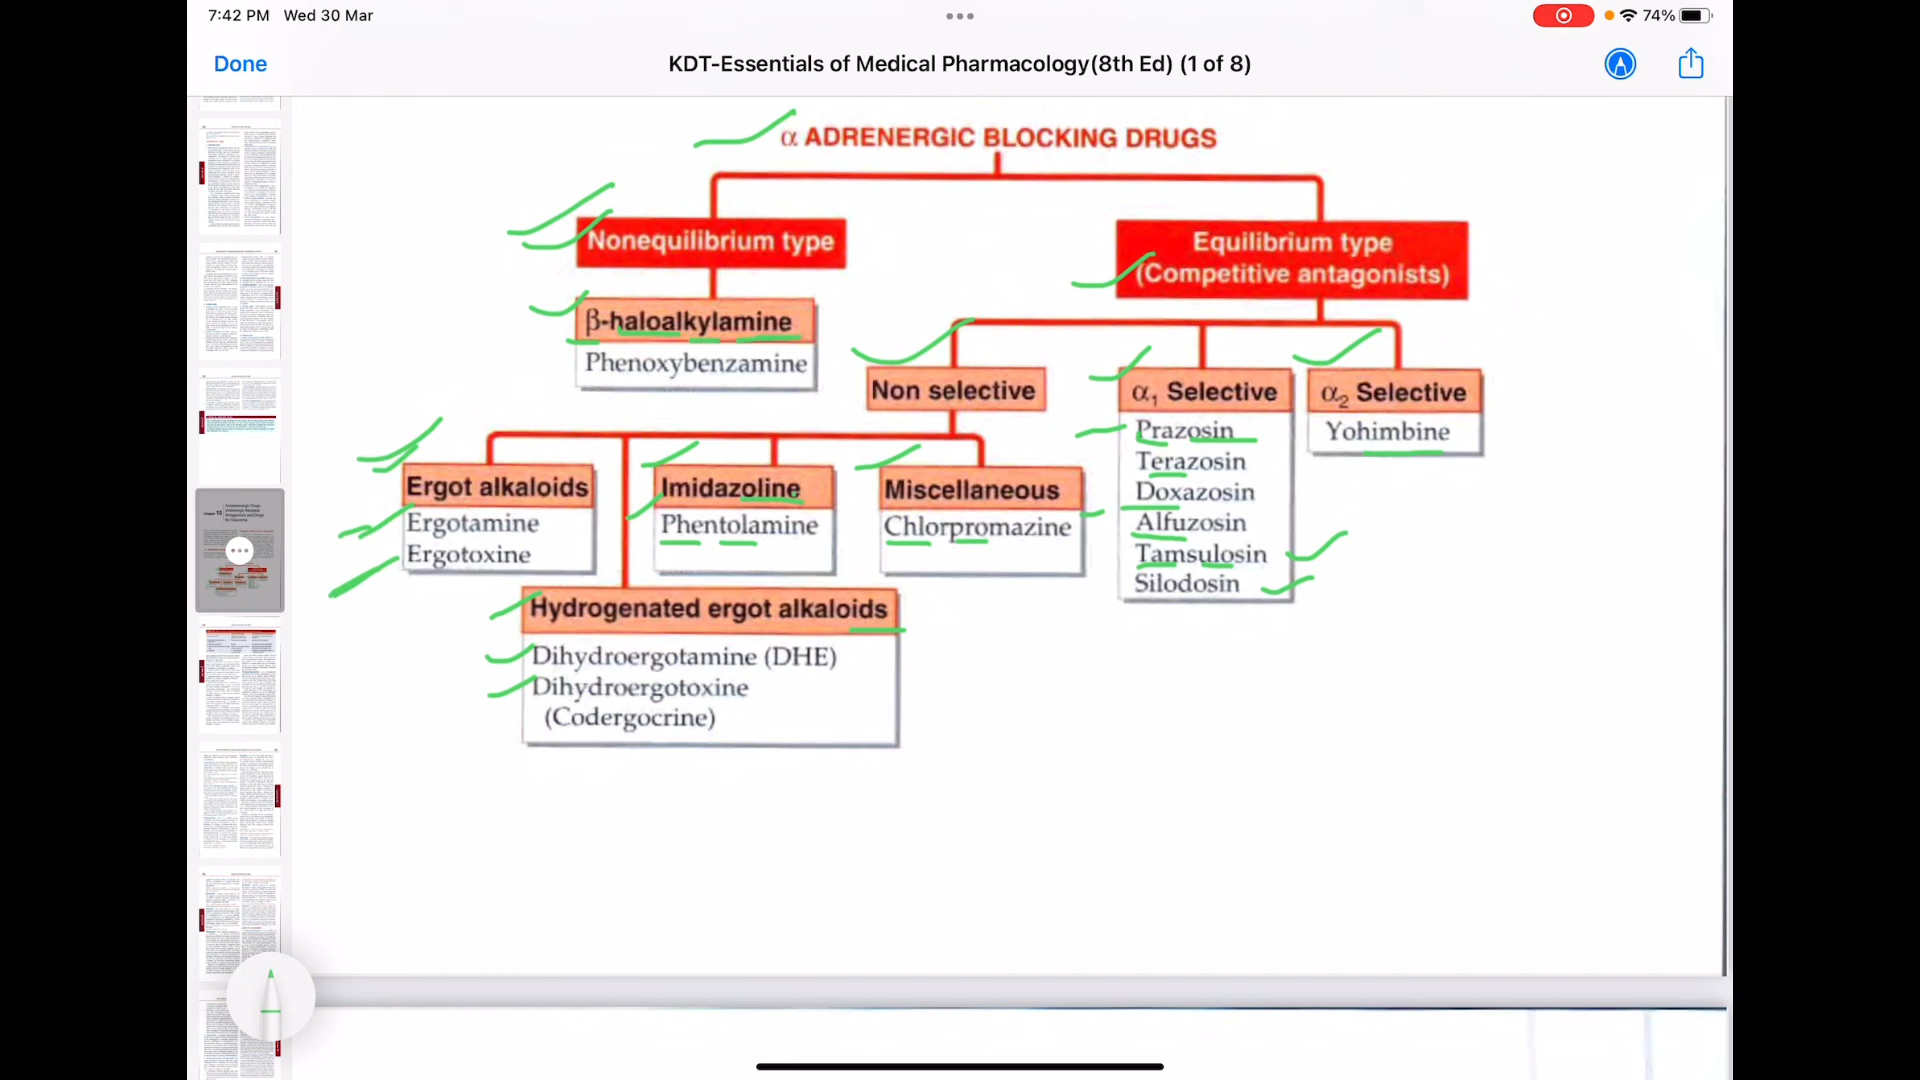 7:42 PM Wed 30 Mar
74%
Done
KDT-Essentials of Medical Pharmacology(8th Ed) (1 of 8)
α ADRENERGIC BLOCKING DRUGS
Nonequilibrium type
Equilibrium type
(Competitive antagonists)
β-haloalkylamine
Phenoxybenzamine
Non selective
α₁ Selective
Prazosin
Terazosin
Doxazosin
Alfuzosin
Tamsulosin
Silodosin
α₂ Selective
Yohimbine
Ergot alkaloids
Ergotamine
Ergotoxine
Imidazoline
Phentolamine
Miscellaneous
Chlorpromazine
Hydrogenated ergot alkaloids
Dihydroergotamine (DHE)
Dihydroergotoxine
(Codergocrine)